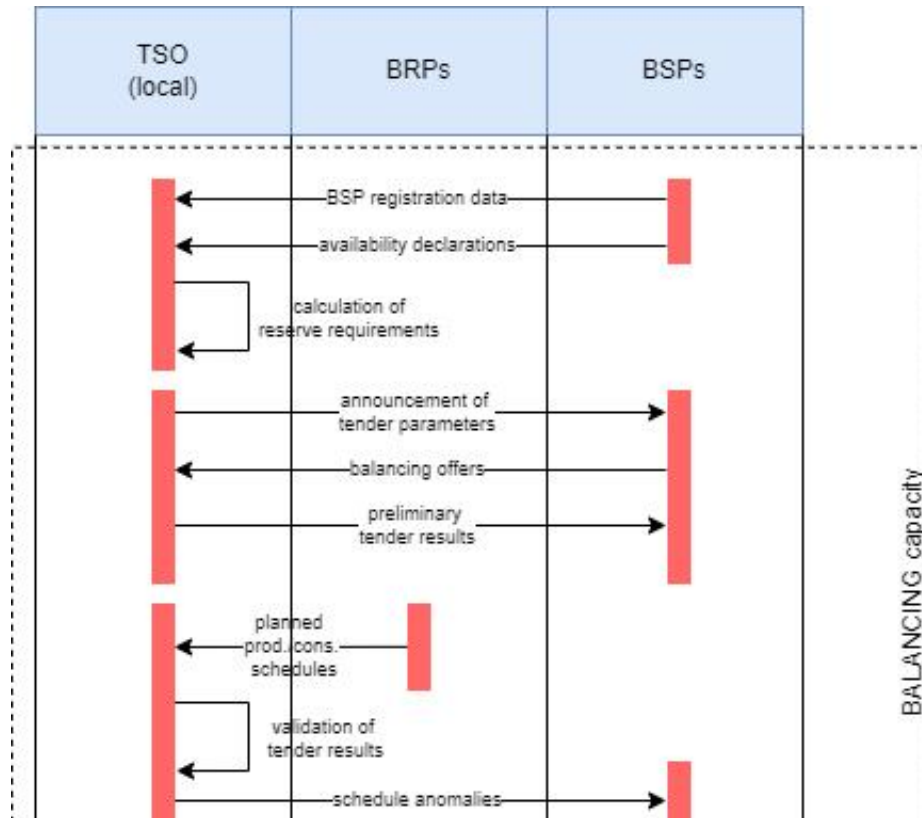 TSO
(local)
BRPs
BSPs
BSP registration data
availability declarations
calculation of
reserve requirements
announcement of
tender parameters
balancing offers
preliminary
tender results
planned
prod./cons.
schedules
validation of
tender results
schedule anomalies
BALANCING capacity